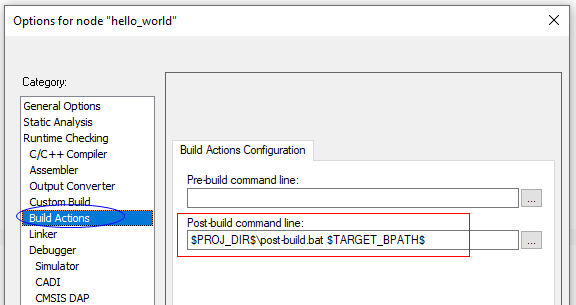 Options for node "hello_world"
Category:
General Options
Static Analysis
Runtime Checking
C/C++ Compiler
Assembler
Output Converter
Custom Build
Build Actions
Linker
Debugger
Simulator
CADI
CMSIS DAP
Build Actions Configuration
Pre-build command line:
...
Post-build command line:
$PROJ_DIR$\post-build.bat $TARGET_BPATH$
...